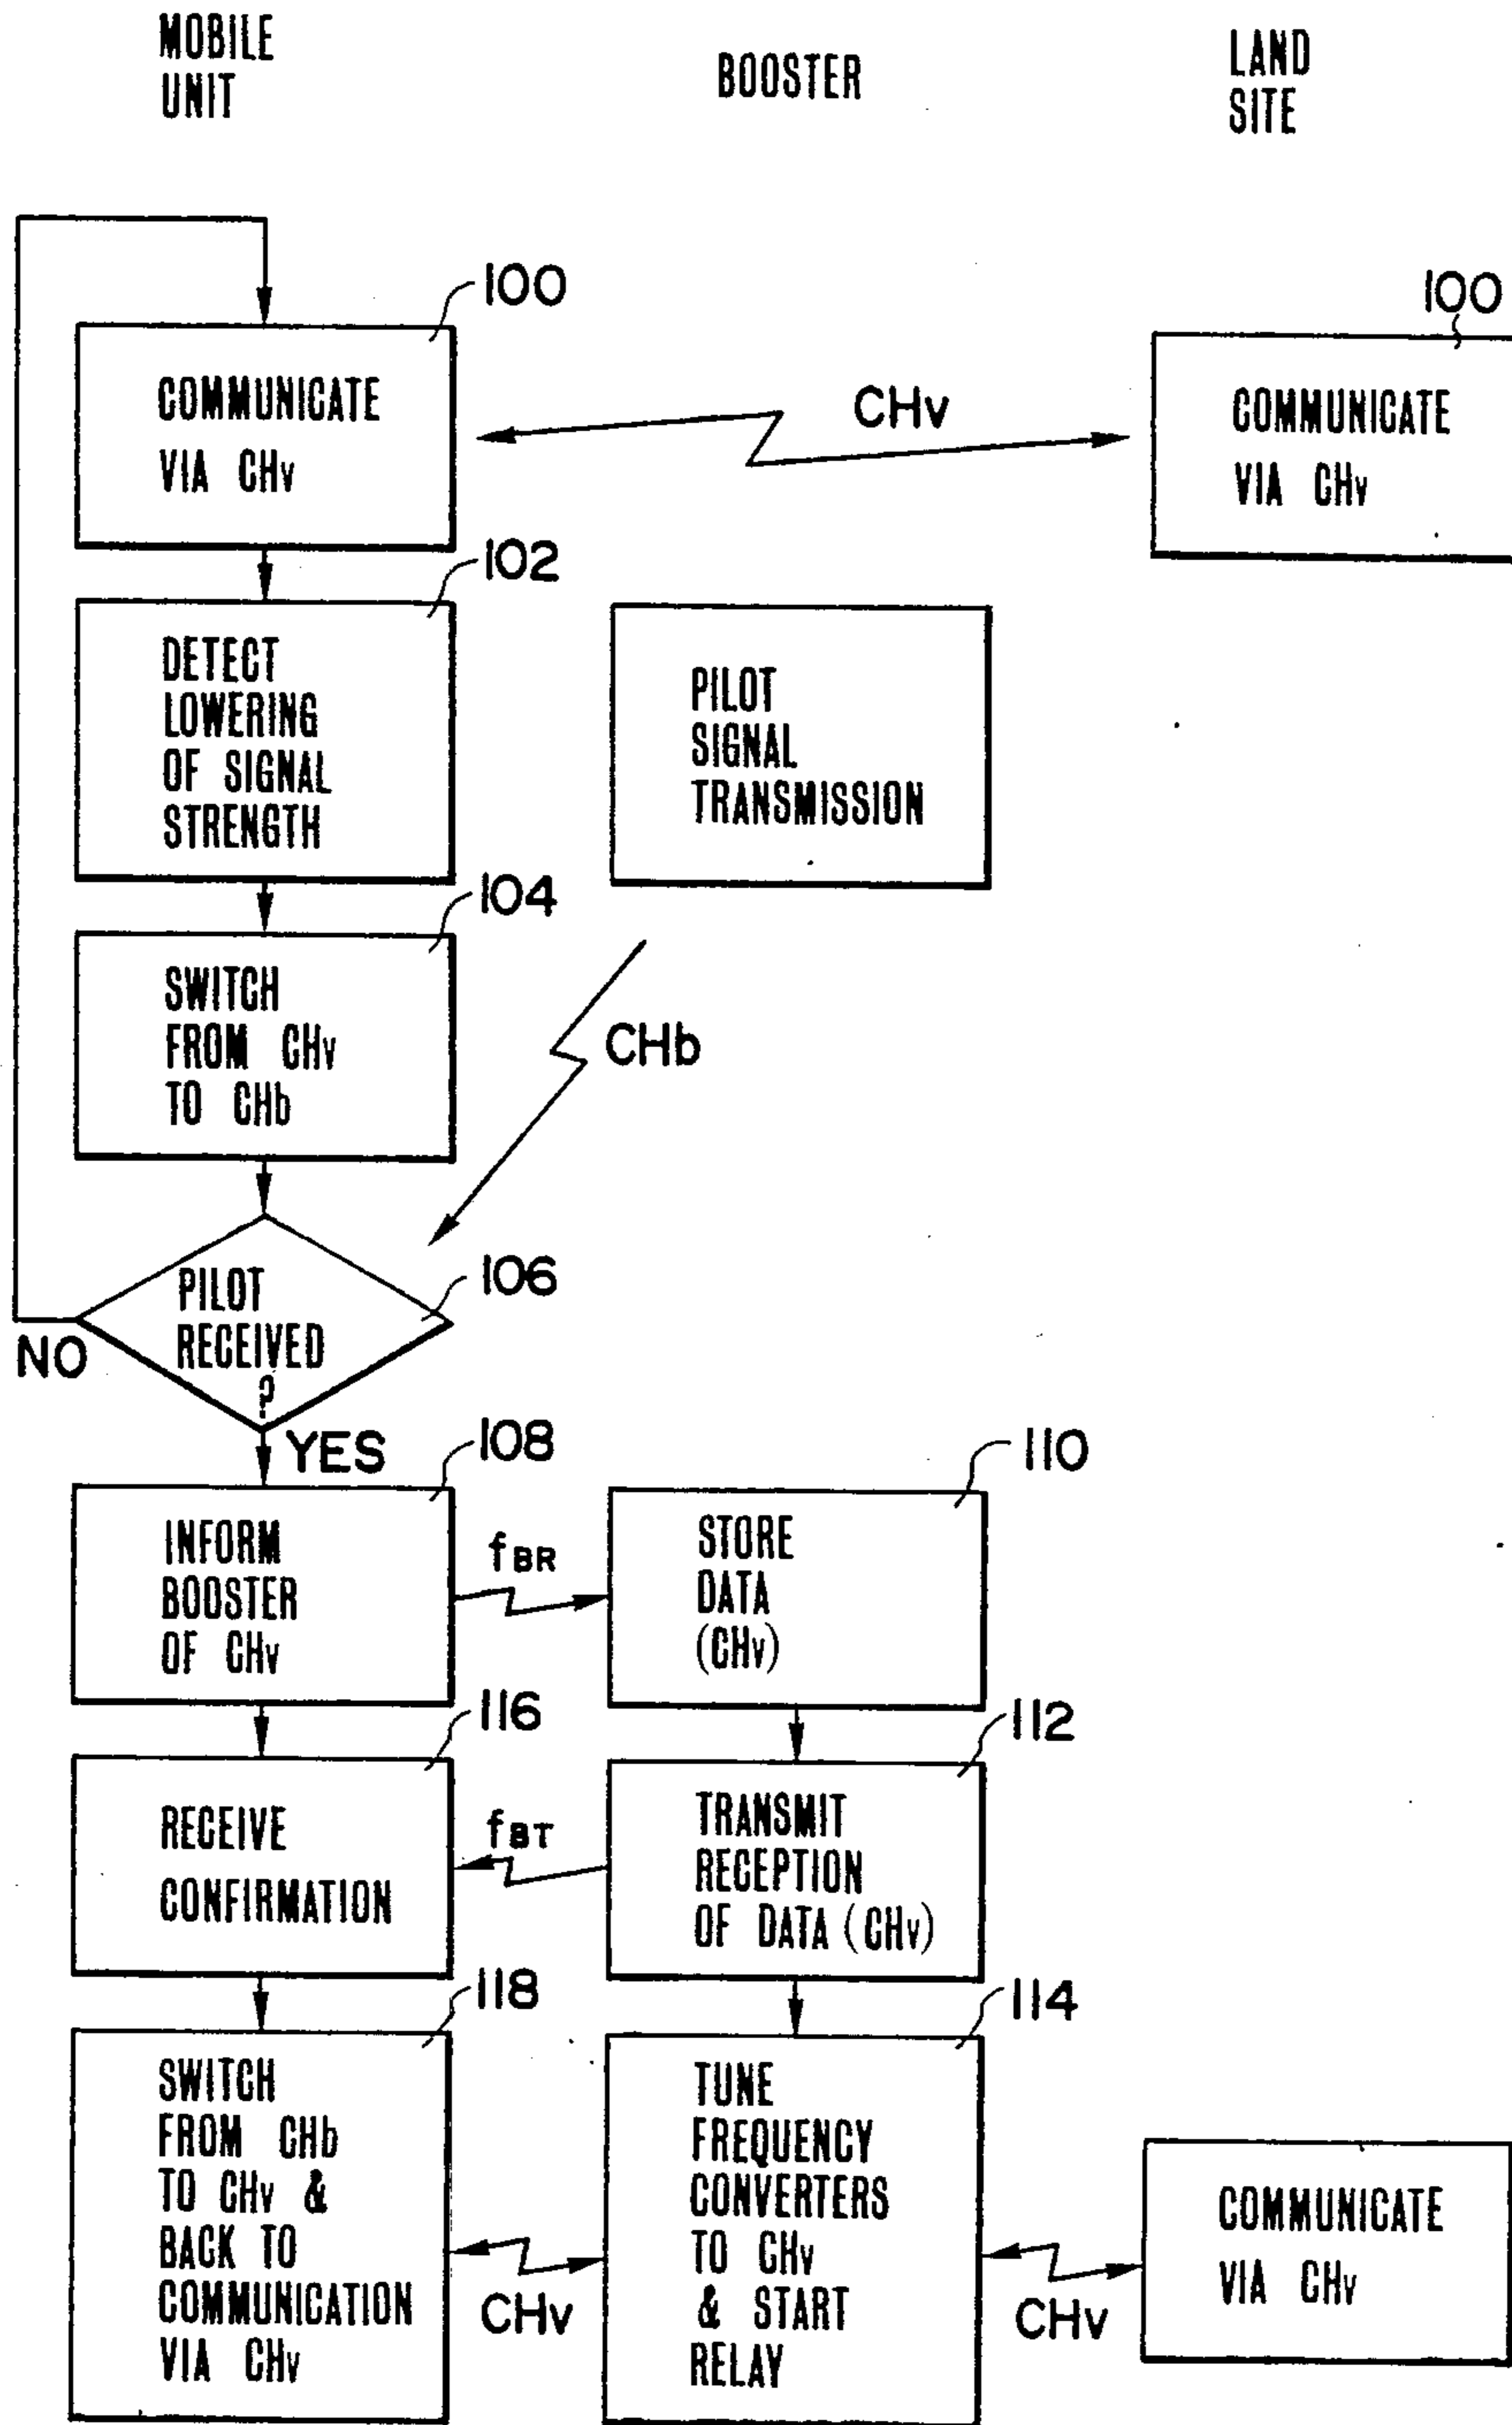 MOBILE
UNIT
BOOSTER
LAND
SITE
100
COMMUNICATE
VIA CHv
CHv
100
COMMUNICATE
VIA CHv
102
DETECT
LOWERING
OF SIGNAL
STRENGTH
PILOT
SIGNAL
TRANSMISSION
104
SWITCH
FROM CHv
TO CHb
CHb
106
PILOT
RECEIVED
?
NO
YES
108
INFORM
BOOSTER
OF CHv
fBR
110
STORE
DATA
(CHv)
116
RECEIVE
CONFIRMATION
fBT
112
TRANSMIT
RECEPTION
OF DATA (CHv)
118
SWITCH
FROM CHb
TO CHv &
BACK TO
COMMUNICATION
VIA CHv
CHv
114
TUNE
FREQUENCY
CONVERTERS
TO CHv
& START
RELAY
CHv
COMMUNICATE
VIA CHv